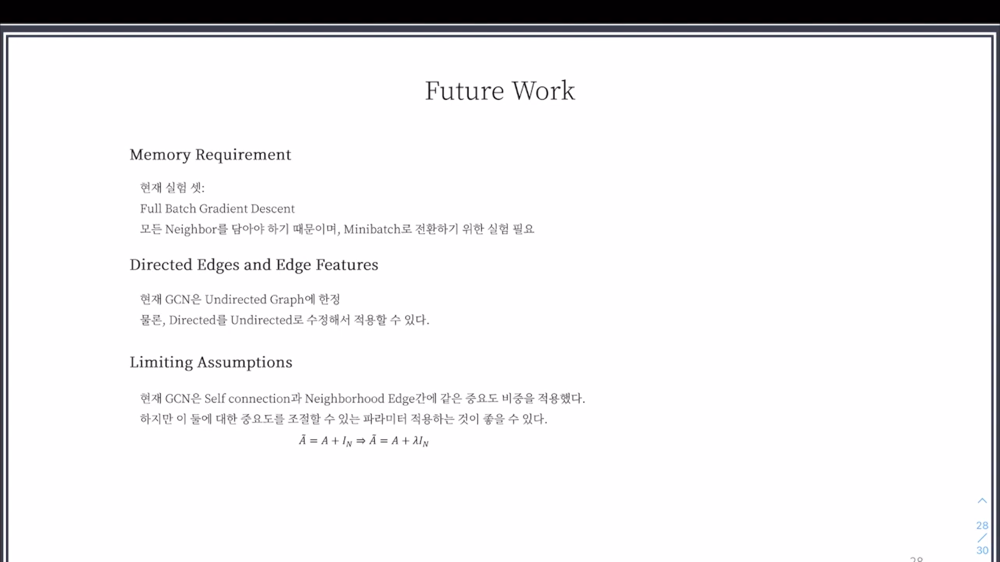 Future Work
Memory Requirement
현재 실험 셋:
Full Batch Gradient Descent
모든 Neighbor를 담아야 하기 때문이며, Minibatch로 전환하기 위한 실험 필요
Directed Edges and Edge Features
현재 GCN은 Undirected Graph에 한정
물론, Directed를 Undirected로 수정해서 적용할 수 있다.
Limiting Assumptions
현재 GCN은 Self connection과 Neighborhood Edge간에 같은 중요도 비중을 적용했다.
하지만 이 둘에 대한 중요도를 조절할 수 있는 파라미터 적용하는 것이 좋을 수 있다.
Ã = A + I_N ⇒ Ã = A + λI_N
28
/
30
28